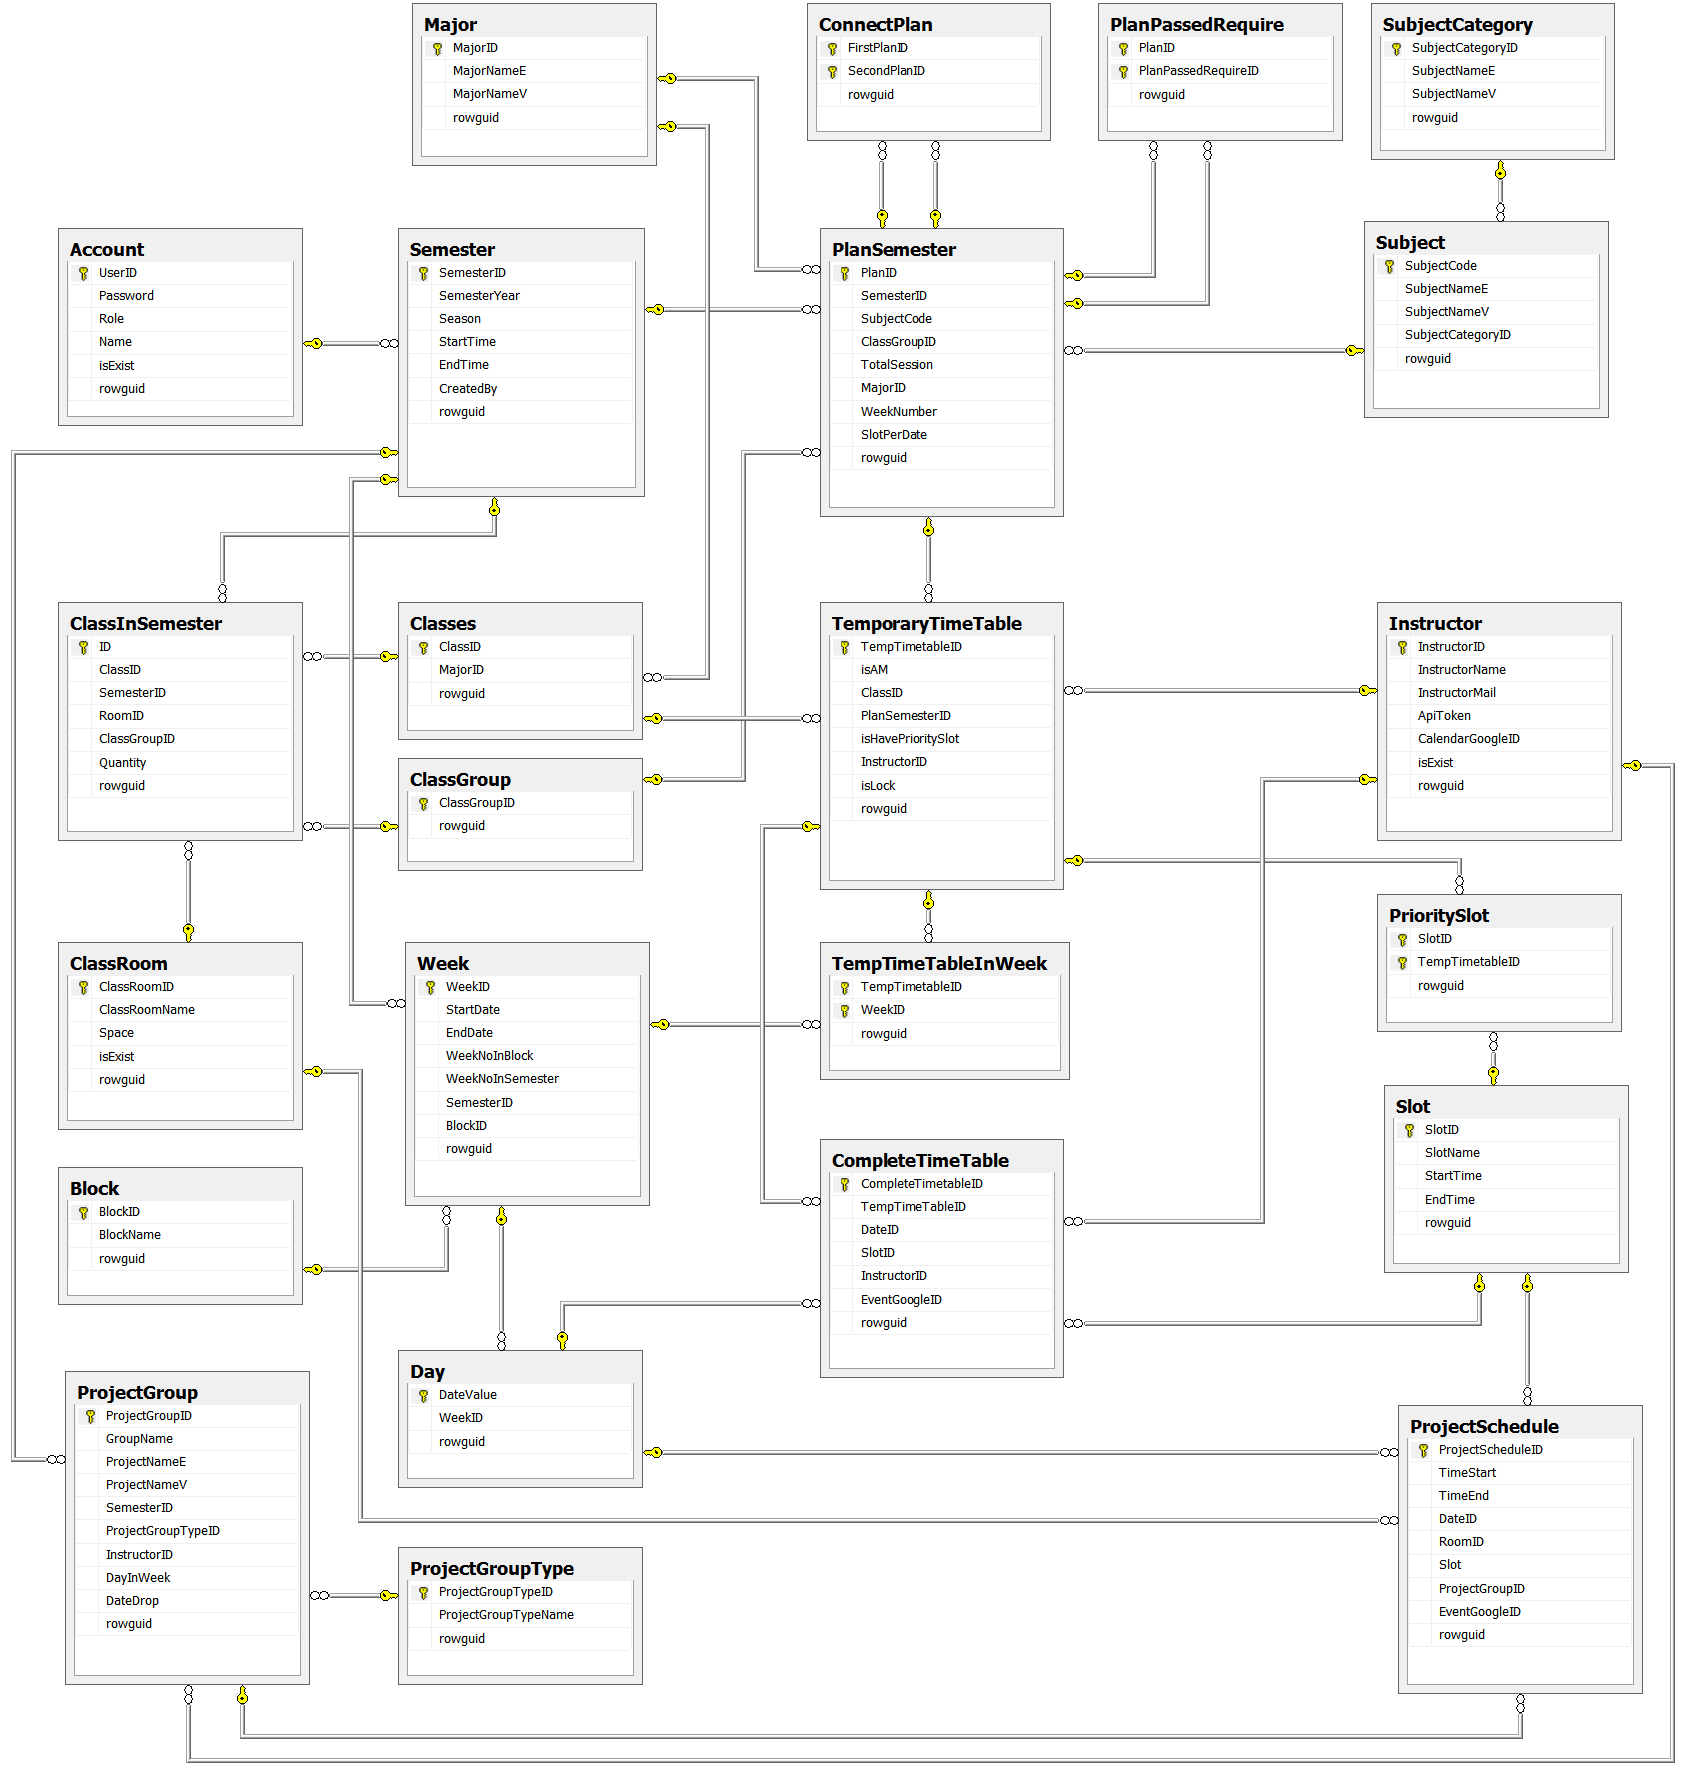 Major
MajorID
MajorNameE
MajorNameV
rowguid
ConnectPlan
FirstPlanID
SecondPlanID
rowguid
PlanPassedRequire
PlanID
PlanPassedRequireID
rowguid
SubjectCategory
SubjectCategoryID
SubjectNameE
SubjectNameV
rowguid
Account
UserID
Password
Role
Name
isExist
rowguid
Semester
SemesterID
SemesterYear
Season
StartTime
EndTime
CreatedBy
rowguid
PlanSemester
PlanID
SemesterID
SubjectCode
ClassGroupID
TotalSession
MajorID
WeekNumber
SlotPerDate
rowguid
Subject
SubjectCode
SubjectNameE
SubjectNameV
SubjectCategoryID
rowguid
ClassInSemester
ID
ClassID
SemesterID
RoomID
ClassGroupID
Quantity
rowguid
Classes
ClassID
MajorID
rowguid
ClassGroup
ClassGroupID
rowguid
TemporaryTimeTable
TempTimetableID
isAM
ClassID
PlanSemesterID
isHavePrioritySlot
InstructorID
isLock
rowguid
Instructor
InstructorID
InstructorName
InstructorMail
ApiToken
CalendarGoogleID
isExist
rowguid
PrioritySlot
SlotID
TempTimetableID
rowguid
ClassRoom
ClassRoomID
ClassRoomName
Space
isExist
rowguid
Week
WeekID
StartDate
EndDate
WeekNoInBlock
WeekNoInSemester
SemesterID
BlockID
rowguid
TempTimeTableInWeek
TempTimetableID
WeekID
rowguid
Slot
SlotID
SlotName
StartTime
EndTime
rowguid
Block
BlockID
BlockName
rowguid
CompleteTimeTable
CompleteTimetableID
TempTimeTableID
DateID
SlotID
InstructorID
EventGoogleID
rowguid
Day
DateValue
WeekID
rowguid
ProjectGroup
ProjectGroupID
GroupName
ProjectNameE
ProjectNameV
SemesterID
ProjectGroupTypeID
InstructorID
DayInWeek
DateDrop
rowguid
ProjectSchedule
ProjectScheduleID
TimeStart
TimeEnd
DateID
RoomID
Slot
ProjectGroupID
EventGoogleID
rowguid
ProjectGroupType
ProjectGroupTypeID
ProjectGroupTypeName
rowguid